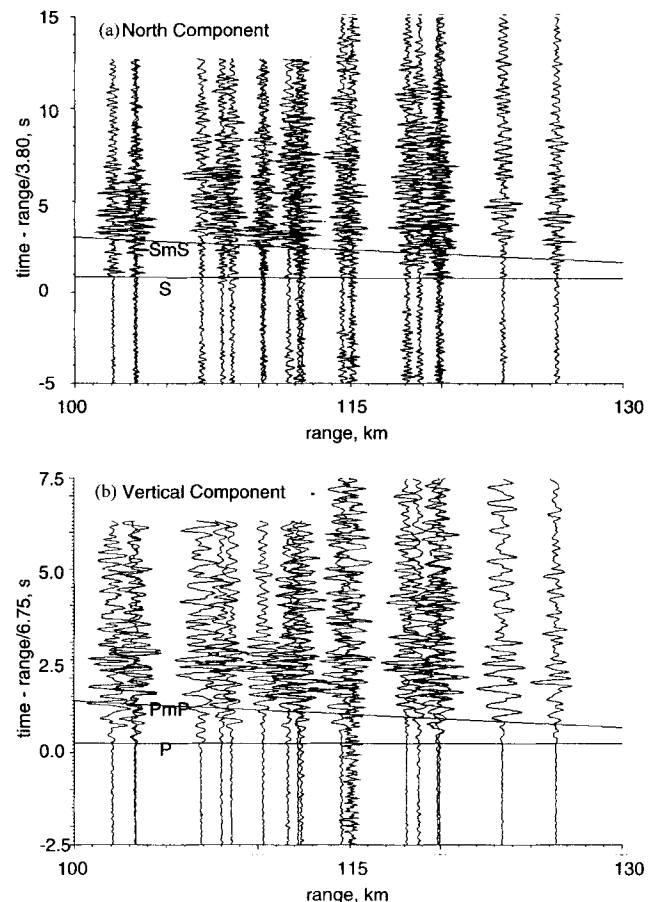 (a) North Component
15
10
5
0
-5
time - range/3.80, s
SmS
S
100
115
130
range, km
(b) Vertical Component
7.5
5.0
2.5
0.0
-2.5
time - range/6.75, s
PmP
P
100
115
130
range, km